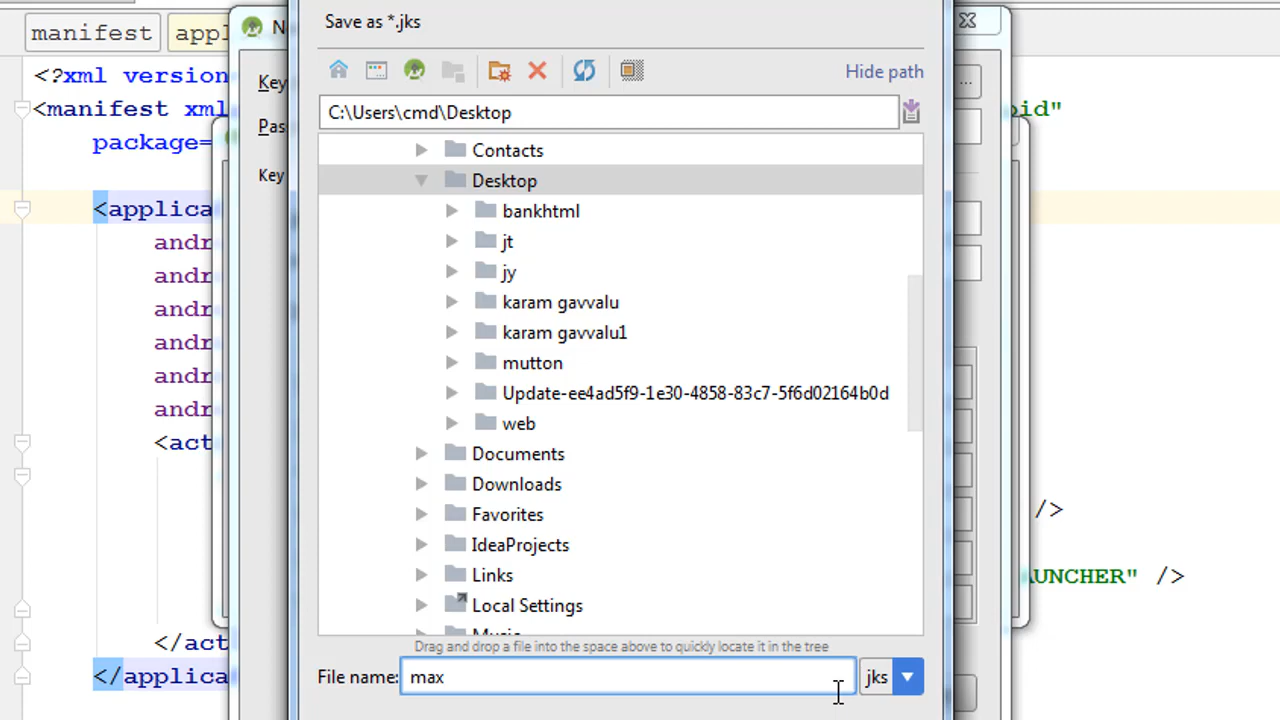 Save as *.jks
manifest
appl
N
Hide path
<?xml version
C:\Users\cmd\Desktop
Key
<manifest xml
oid"
Pas
package=
Contacts
Key
Desktop
<applica
bankhtml
andr
jt
andr
jy
andr
karam gavvalu
andr
karam gavvalu1
andr
mutton
andr
Update-ee4ad5f9-1e30-4858-83c7-5f6d02164b0d
web
<act
Documents
Downloads
Favorites
/>
IdeaProjects
Links
AUNCHER" />
Local Settings
Music
</act
Drag and drop a file into the space above to quickly locate it in the tree
</applica
File name: max jks